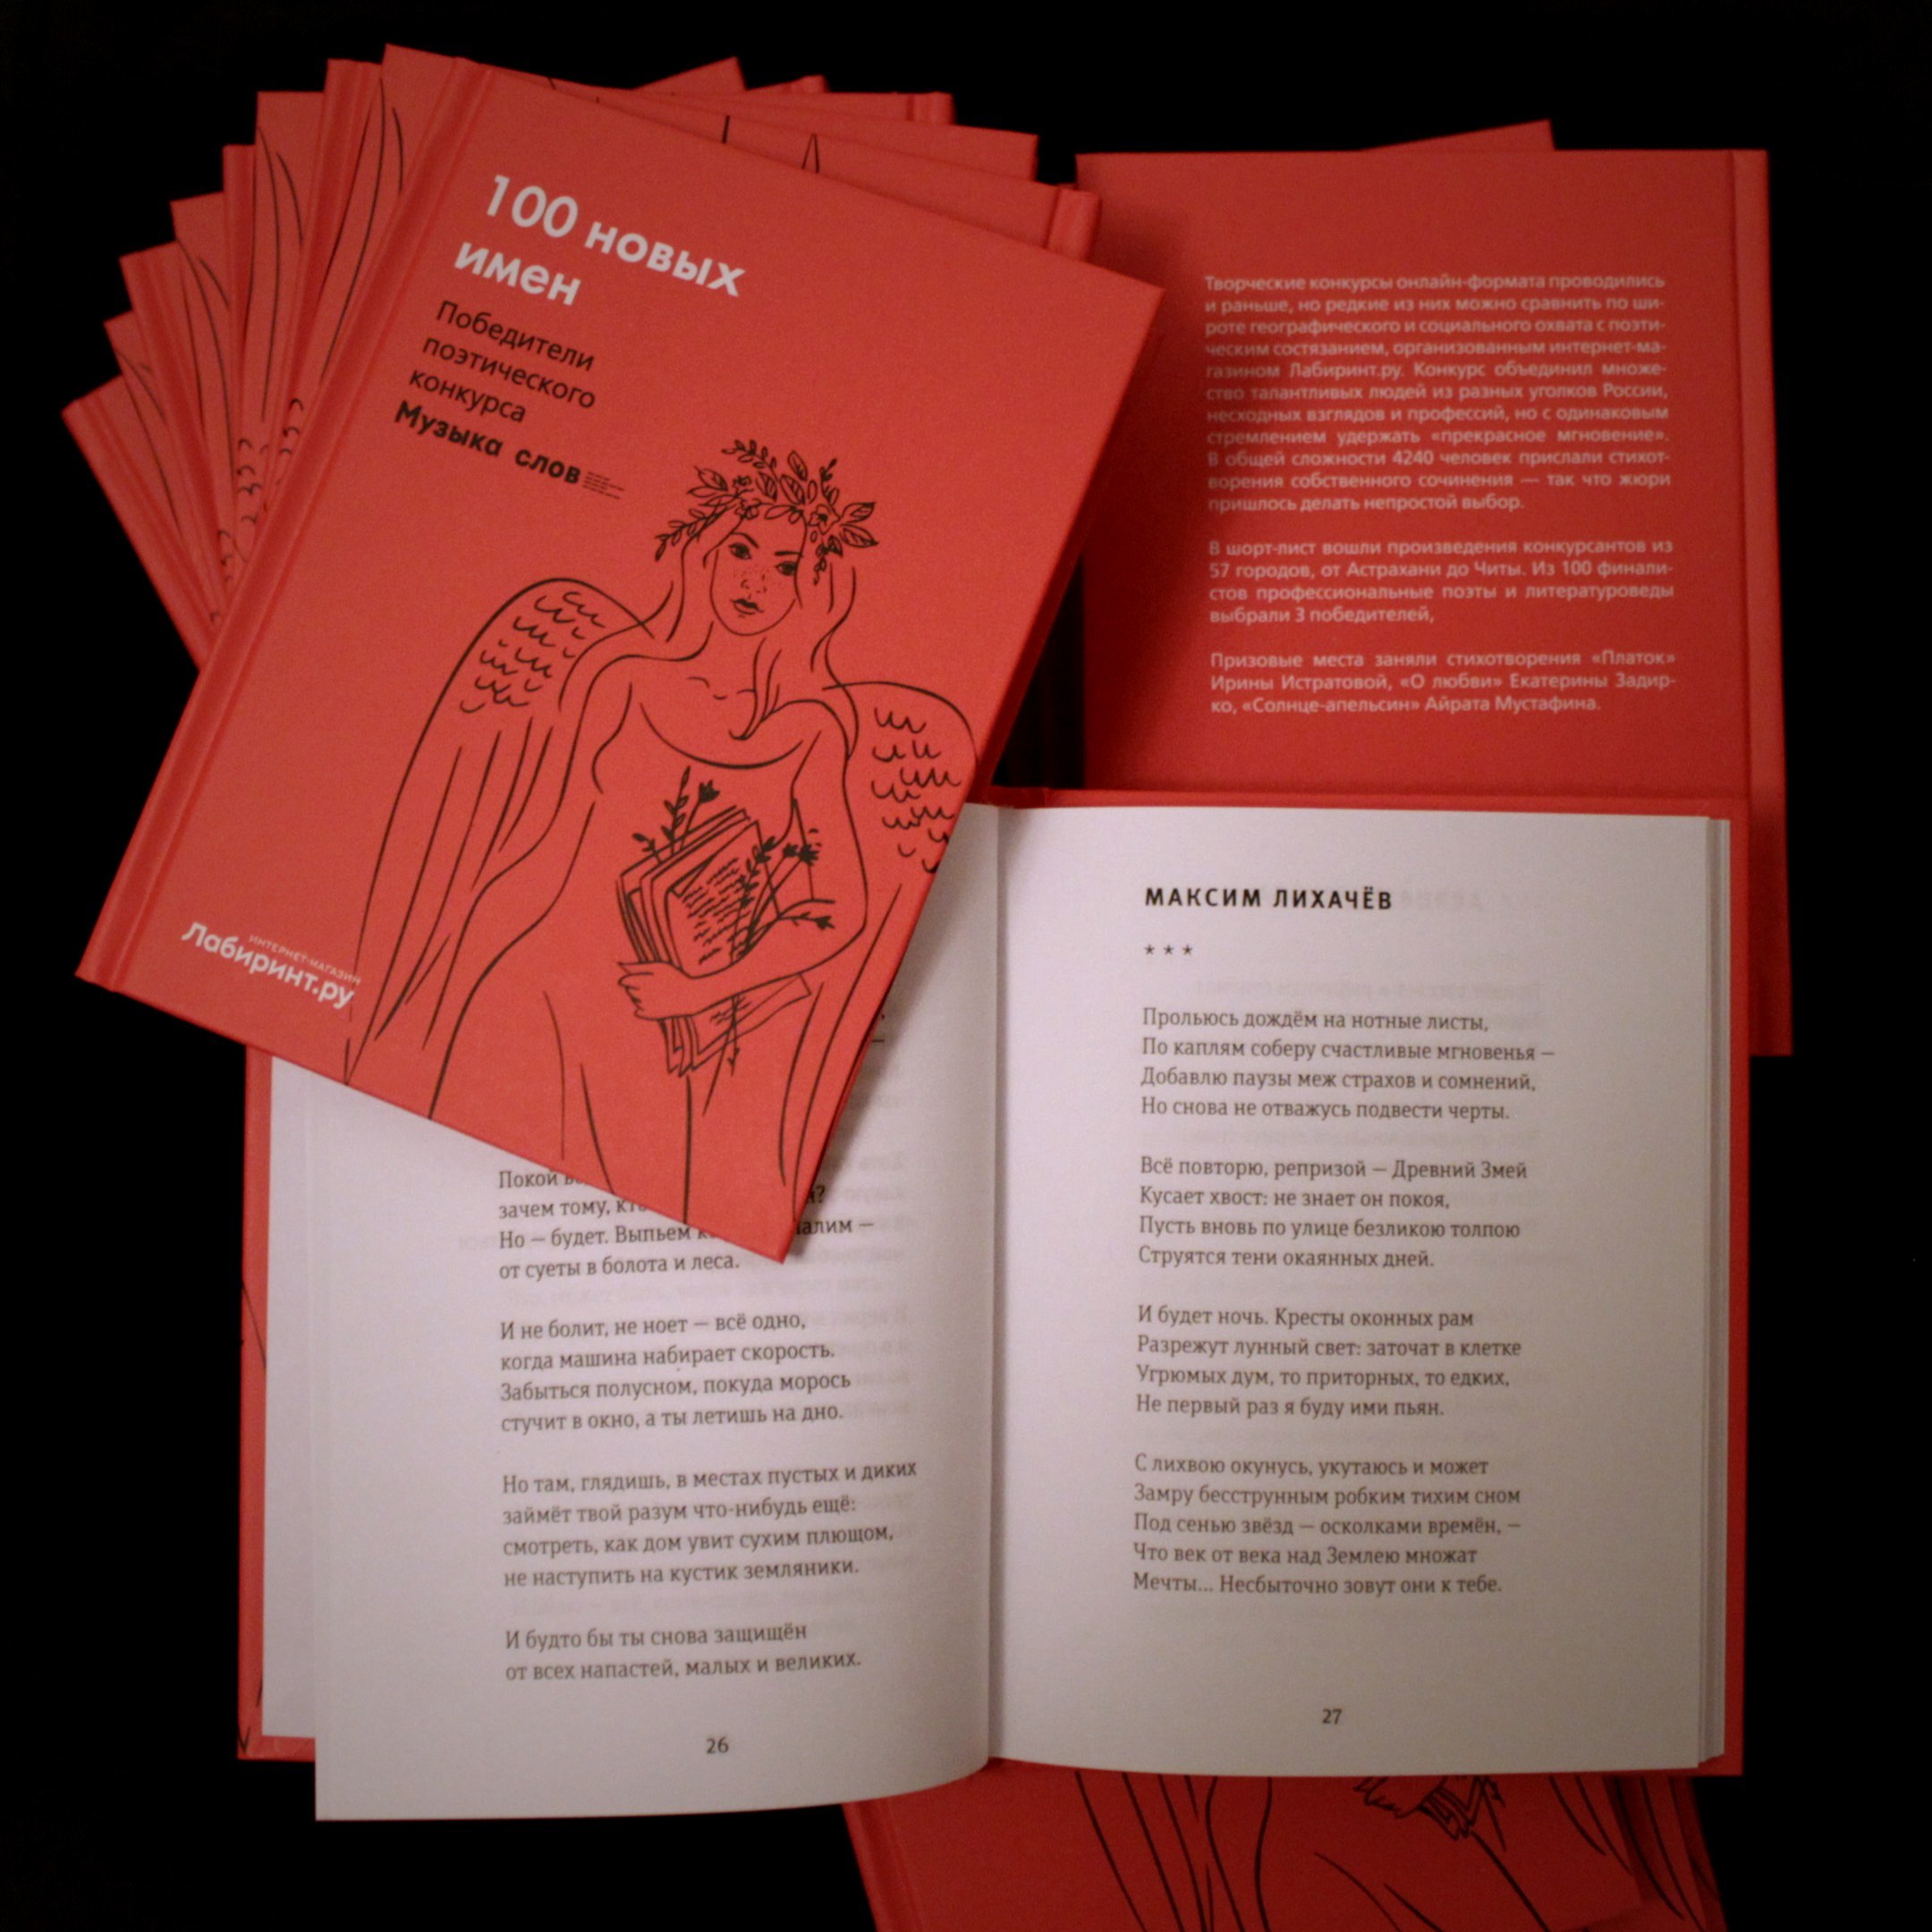 100 новых
имен
Победители
поэтического
конкурса
Музыка слов
ИНТЕРНЕТ-МАГАЗИН
Лабиринт.ру
Творческие конкурсы онлайн-формата проводились
и раньше, но редкие из них можно сравнить по ши-
роте географического и социального охвата с поэти-
ческим состязанием, организованным интернет-ма-
газином Лабиринт.ру. Конкурс объединил множе-
ство талантливых людей из разных уголков России,
несходных взглядов и профессий, но с одинаковым
стремлением удержать «прекрасное мгновение».
В общей сложности 4240 человек прислали стихот-
ворения собственного сочинения — так что жюри
пришлось делать непростой выбор.
В шорт-лист вошли произведения конкурсантов из
57 городов, от Астрахани до Читы. Из 100 финали-
стов профессиональные поэты и литературоведы
выбрали 3 победителей,
Призовые места заняли стихотворения «Платок»
Ирины Истратовой, «О любви» Екатерины Задир-
ко, «Солнце-апельсин» Айрата Мустафина.
Покой
зачем тому,
Но — будет. Выпьем —
от суеты в болота и леса.
И не болит, не ноет — всё одно,
когда машина набирает скорость.
Забыться полусном, покуда морось
стучит в окно, а ты летишь на дно.
Но там, глядишь, в местах пустых и диких
займёт твой разум что-нибудь ещё:
смотреть, как дом увит сухим плющом,
не наступить на кустик земляники.
И будто бы ты снова защищён
от всех напастей, малых и великих.
26
МАКСИМ ЛИХАЧЁВ
* * *
Прольюсь дождём на нотные листы,
По каплям соберу счастливые мгновенья —
Добавлю паузы меж страхов и сомнений,
Но снова не отважусь подвести черты.
Всё повторю, репризой — Древний Змей
Кусает хвост: не знает он покоя,
Пусть вновь по улице безликою толпою
Струятся тени окаянных дней.
И будет ночь. Кресты оконных рам
Разрежут лунный свет: заточат в клетке
Угрюмых дум, то приторных, то едких,
Не первый раз я буду ими пьян.
С лихвою окунусь, укутаюсь и может
Замру бесструнным робким тихим сном
Под сенью звёзд — осколками времён, —
Что век от века над Землею множат
Мечты... Несбыточно зовут они к тебе.
27